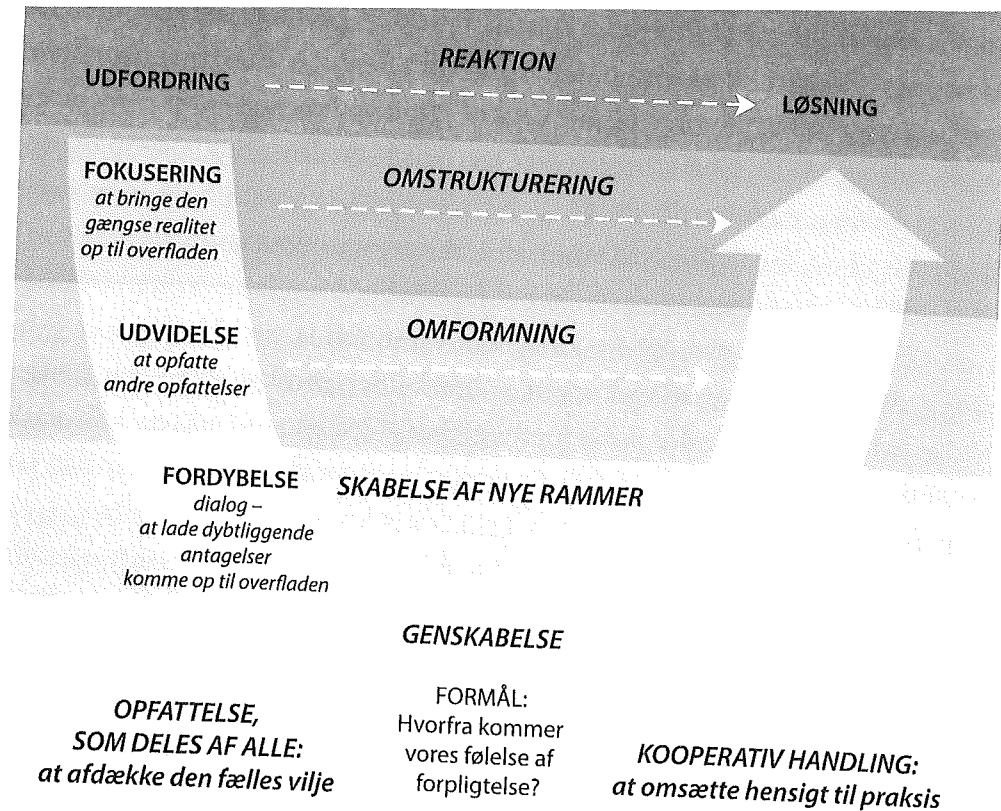 REAKTION
UDFORDRING
LØSNING
FOKUSERING
at bringe den
gængse realitet
op til overfladen
OMSTRUKTURERING
UDVIDELSE
at opfatte
andre opfattelser
OMFORMNING
FORDYBELSE
dialog –
at lade dybtliggende
antagelser
komme op til overfladen
SKABELSE AF NYE RAMMER
GENSKABELSE
FORMÅL:
Hvorfra kommer
vores følelse af
forpligtelse?
OPFATTELSE,
SOM DELES AF ALLE:
at afdække den fælles vilje
KOOPERATIV HANDLING:
at omsætte hensigt til praksis